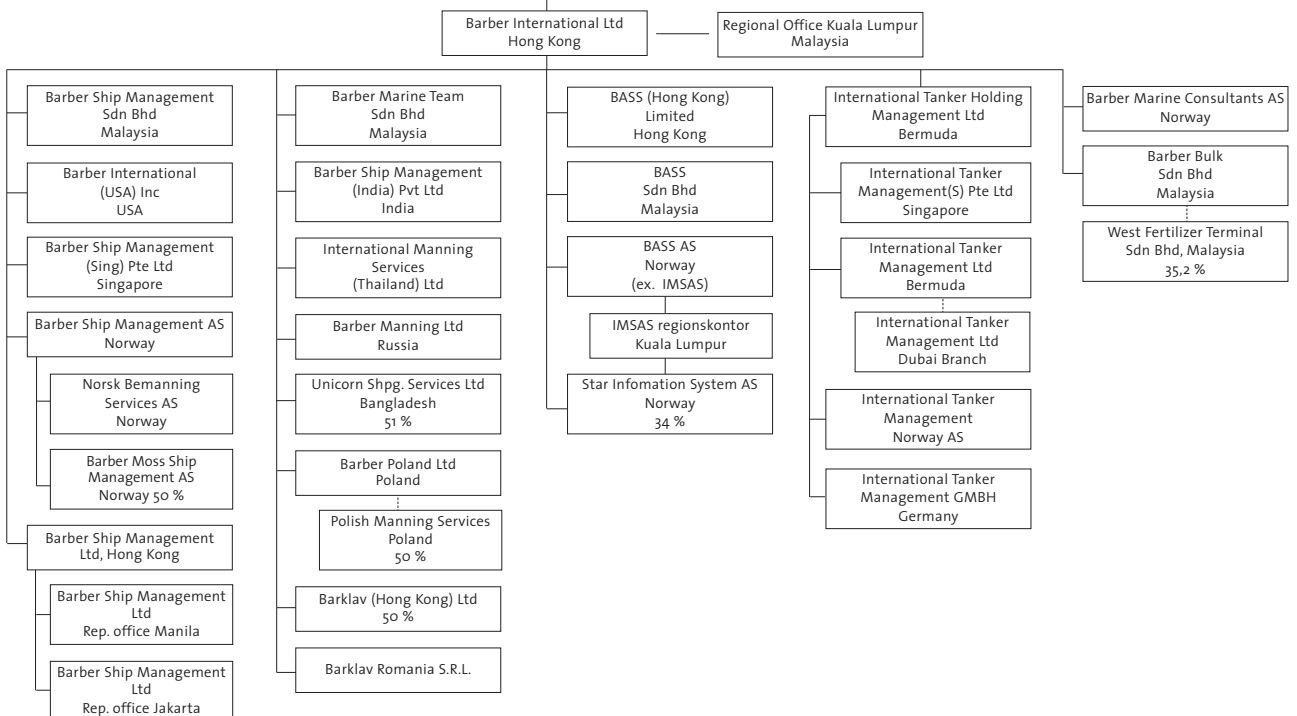 Barber International Ltd
Hong Kong
Regional Office Kuala Lumpur
Malaysia
Barber Ship Management
Sdn Bhd
Malaysia
Barber International
(USA) Inc
USA
Barber Ship Management
(Sing) Pte Ltd
Singapore
Barber Ship Management AS
Norway
Norsk Bemanning
Services AS
Norway
Barber Moss Ship
Management AS
Norway 50 %
Barber Ship Management
Ltd, Hong Kong
Barber Ship Management
Ltd
Rep. office Manila
Barber Ship Management
Ltd
Rep. office Jakarta
Barber Marine Team
Sdn Bhd
Malaysia
Barber Ship Management
(India) Pvt Ltd
India
International Manning
Services
(Thailand) Ltd
Barber Manning Ltd
Russia
Unicorn Shpg. Services Ltd
Bangladesh
51 %
Barber Poland Ltd
Poland
Polish Manning Services
Poland
50 %
Barklav (Hong Kong) Ltd
50 %
Barklav Romania S.R.L.
BASS (Hong Kong)
Limited
Hong Kong
BASS
Sdn Bhd
Malaysia
BASS AS
Norway
(ex. IMSAS)
IMSAS regionskontor
Kuala Lumpur
Star Infomation System AS
Norway
34 %
International Tanker Holding
Management Ltd
Bermuda
International Tanker
Management(S) Pte Ltd
Singapore
International Tanker
Management Ltd
Bermuda
International Tanker
Management Ltd
Dubai Branch
International Tanker
Management
Norway AS
International Tanker
Management GMBH
Germany
Barber Marine Consultants AS
Norway
Barber Bulk
Sdn Bhd
Malaysia
West Fertilizer Terminal
Sdn Bhd, Malaysia
35,2 %